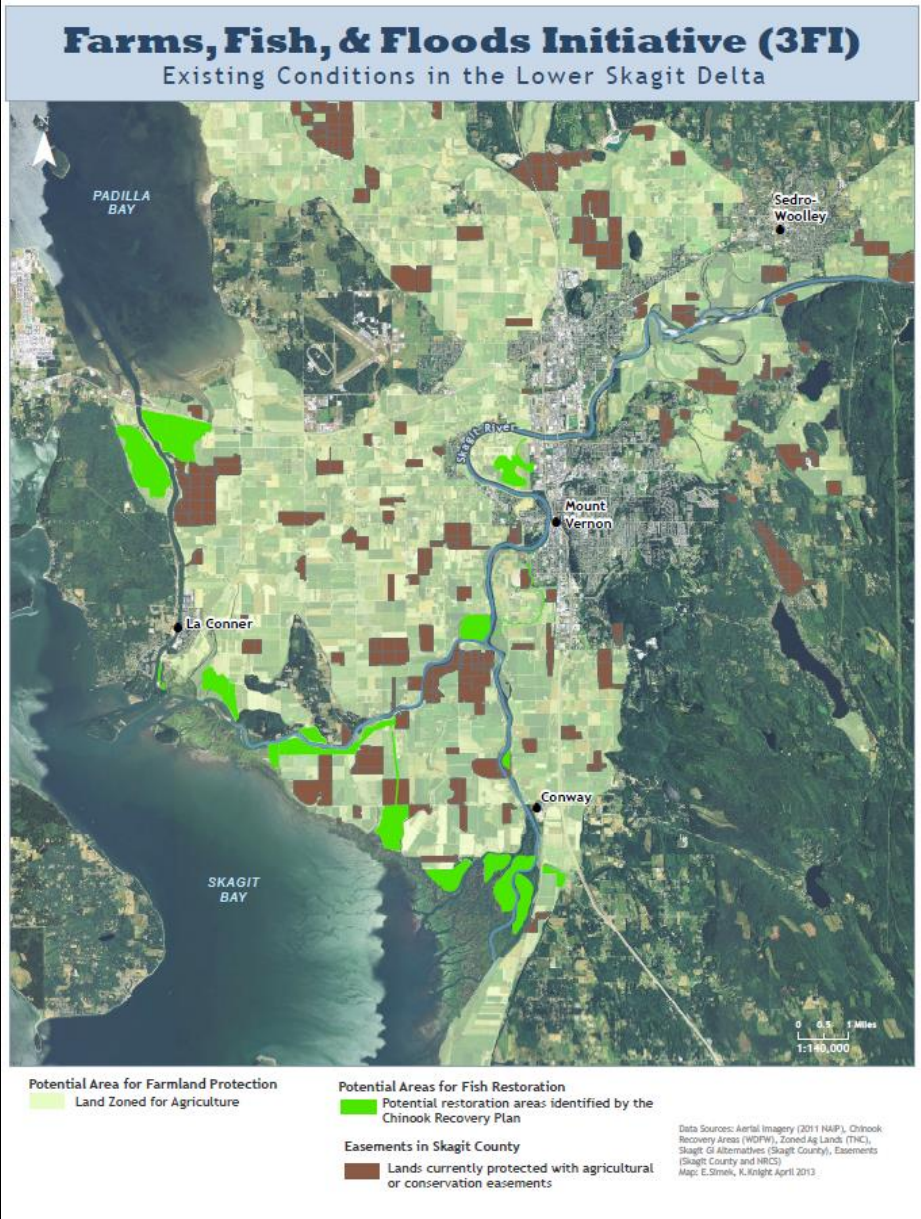 Farms, Fish, & Floods Initiative (3FI)
Existing Conditions in the Lower Skagit Delta
N
PADILLA
BAY
Sedro-
Woolley
Skagit River
Mount
Vernon
La Conner
Conway
SKAGIT
BAY
0 0.5 1 Miles
1:140,000
Potential Area for Farmland Protection
Land Zoned for Agriculture
Potential Areas for Fish Restoration
Potential restoration areas identified by the
Chinook Recovery Plan
Easements in Skagit County
Lands currently protected with agricultural
or conservation easements
Data Sources: Aerial Imagery (2011 NAIP), Chinook
Recovery Areas (WDFW), Zoned Ag Lands (TNC),
Skagit GI Alternatives (Skagit County), Easements
(Skagit County and NRCS)
Map: E.Simek, K.Knight April 2013